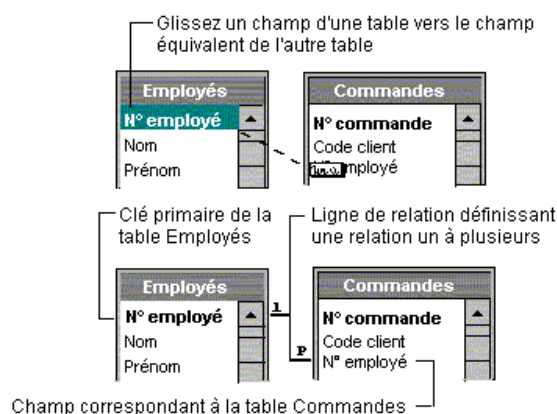 Glissez un champ d'une table vers le champ
équivalent de l'autre table
Employés
N° employé
Nom
Prénom
Commandes
N° commande
Code client
employé
Clé primaire de la
table Employés
Ligne de relation définissant
une relation un à plusieurs
Employés
N° employé
Nom
Prénom
1
P
Commandes
N° commande
Code client
N° employé
Champ correspondant à la table Commandes